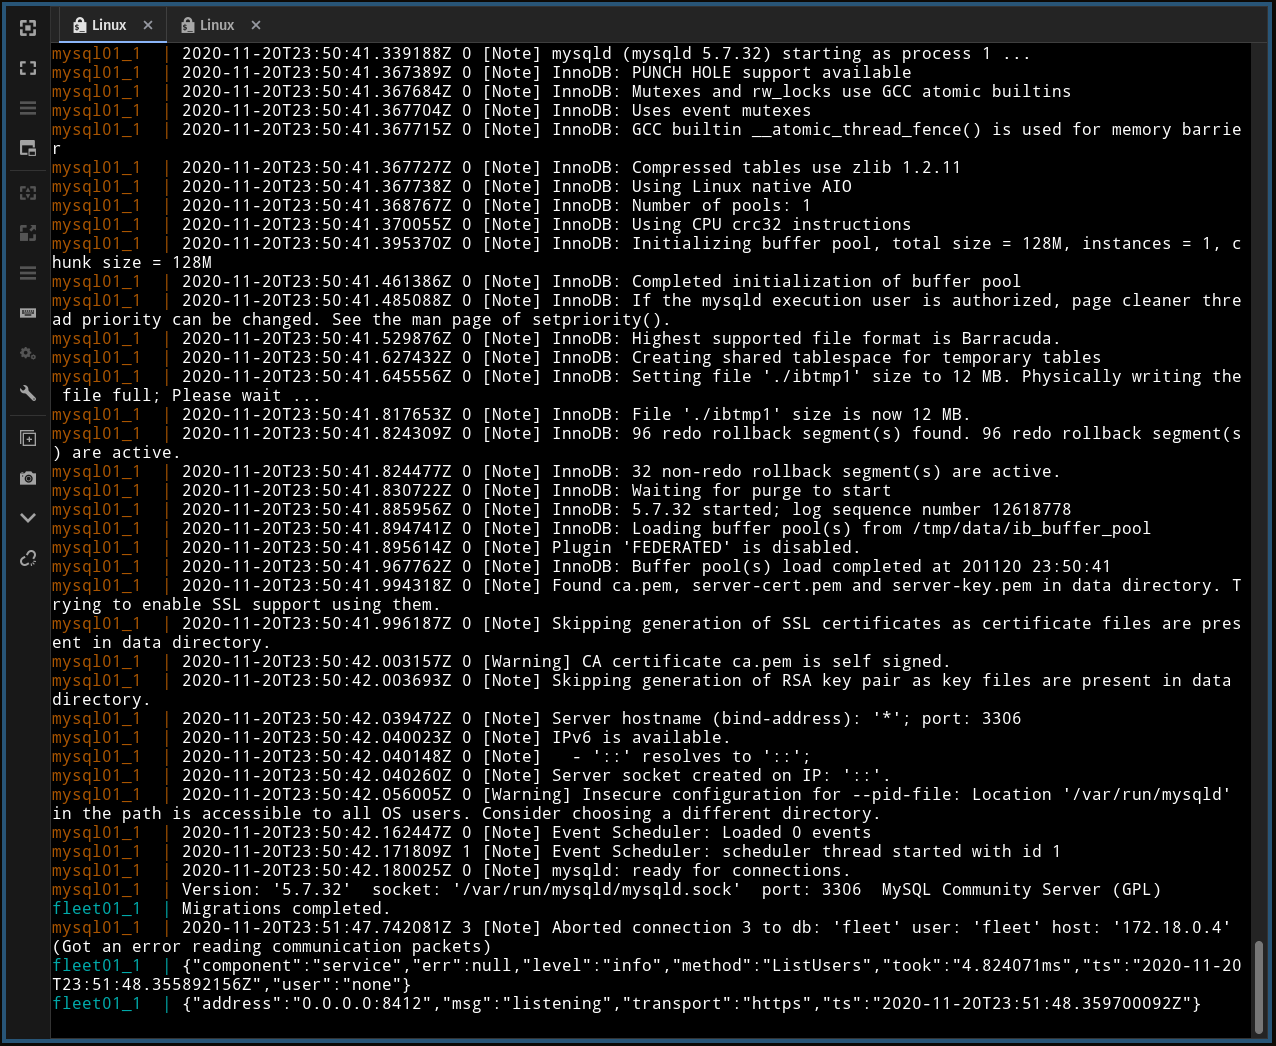 Linux × Linux ×
mysql01_1  | 2020-11-20T23:50:41.339188Z 0 [Note] mysqld (mysqld 5.7.32) starting as process 1 ...
mysql01_1  | 2020-11-20T23:50:41.367389Z 0 [Note] InnoDB: PUNCH HOLE support available
mysql01_1  | 2020-11-20T23:50:41.367684Z 0 [Note] InnoDB: Mutexes and rw_locks use GCC atomic builtins
mysql01_1  | 2020-11-20T23:50:41.367704Z 0 [Note] InnoDB: Uses event mutexes
mysql01_1  | 2020-11-20T23:50:41.367715Z 0 [Note] InnoDB: GCC builtin __atomic_thread_fence() is used for memory barrie
r
mysql01_1  | 2020-11-20T23:50:41.367727Z 0 [Note] InnoDB: Compressed tables use zlib 1.2.11
mysql01_1  | 2020-11-20T23:50:41.367738Z 0 [Note] InnoDB: Using Linux native AIO
mysql01_1  | 2020-11-20T23:50:41.368767Z 0 [Note] InnoDB: Number of pools: 1
mysql01_1  | 2020-11-20T23:50:41.370055Z 0 [Note] InnoDB: Using CPU crc32 instructions
mysql01_1  | 2020-11-20T23:50:41.395370Z 0 [Note] InnoDB: Initializing buffer pool, total size = 128M, instances = 1, c
hunk size = 128M
mysql01_1  | 2020-11-20T23:50:41.461386Z 0 [Note] InnoDB: Completed initialization of buffer pool
mysql01_1  | 2020-11-20T23:50:41.485088Z 0 [Note] InnoDB: If the mysqld execution user is authorized, page cleaner thre
ad priority can be changed. See the man page of setpriority().
mysql01_1  | 2020-11-20T23:50:41.529876Z 0 [Note] InnoDB: Highest supported file format is Barracuda.
mysql01_1  | 2020-11-20T23:50:41.627432Z 0 [Note] InnoDB: Creating shared tablespace for temporary tables
mysql01_1  | 2020-11-20T23:50:41.645556Z 0 [Note] InnoDB: Setting file './ibtmp1' size to 12 MB. Physically writing the
 file full; Please wait ...
mysql01_1  | 2020-11-20T23:50:41.817653Z 0 [Note] InnoDB: File './ibtmp1' size is now 12 MB.
mysql01_1  | 2020-11-20T23:50:41.824309Z 0 [Note] InnoDB: 96 redo rollback segment(s) found. 96 redo rollback segment(s
) are active.
mysql01_1  | 2020-11-20T23:50:41.824477Z 0 [Note] InnoDB: 32 non-redo rollback segment(s) are active.
mysql01_1  | 2020-11-20T23:50:41.830722Z 0 [Note] InnoDB: Waiting for purge to start
mysql01_1  | 2020-11-20T23:50:41.885956Z 0 [Note] InnoDB: 5.7.32 started; log sequence number 12618778
mysql01_1  | 2020-11-20T23:50:41.894741Z 0 [Note] InnoDB: Loading buffer pool(s) from /tmp/data/ib_buffer_pool
mysql01_1  | 2020-11-20T23:50:41.895614Z 0 [Note] Plugin 'FEDERATED' is disabled.
mysql01_1  | 2020-11-20T23:50:41.967762Z 0 [Note] InnoDB: Buffer pool(s) load completed at 201120 23:50:41
mysql01_1  | 2020-11-20T23:50:41.994318Z 0 [Note] Found ca.pem, server-cert.pem and server-key.pem in data directory. T
rying to enable SSL support using them.
mysql01_1  | 2020-11-20T23:50:41.996187Z 0 [Note] Skipping generation of SSL certificates as certificate files are pres
ent in data directory.
mysql01_1  | 2020-11-20T23:50:42.003157Z 0 [Warning] CA certificate ca.pem is self signed.
mysql01_1  | 2020-11-20T23:50:42.003693Z 0 [Note] Skipping generation of RSA key pair as key files are present in data
directory.
mysql01_1  | 2020-11-20T23:50:42.039472Z 0 [Note] Server hostname (bind-address): '*'; port: 3306
mysql01_1  | 2020-11-20T23:50:42.040023Z 0 [Note] IPv6 is available.
mysql01_1  | 2020-11-20T23:50:42.040148Z 0 [Note]   - '::' resolves to '::';
mysql01_1  | 2020-11-20T23:50:42.040260Z 0 [Note] Server socket created on IP: '::'.
mysql01_1  | 2020-11-20T23:50:42.056005Z 0 [Warning] Insecure configuration for --pid-file: Location '/var/run/mysqld'
in the path is accessible to all OS users. Consider choosing a different directory.
mysql01_1  | 2020-11-20T23:50:42.162447Z 0 [Note] Event Scheduler: Loaded 0 events
mysql01_1  | 2020-11-20T23:50:42.171809Z 1 [Note] Event Scheduler: scheduler thread started with id 1
mysql01_1  | 2020-11-20T23:50:42.180025Z 0 [Note] mysqld: ready for connections.
mysql01_1  | Version: '5.7.32'  socket: '/var/run/mysqld/mysqld.sock'  port: 3306  MySQL Community Server (GPL)
fleet01_1  | Migrations completed.
mysql01_1  | 2020-11-20T23:51:47.742081Z 3 [Note] Aborted connection 3 to db: 'fleet' user: 'fleet' host: '172.18.0.4'
(Got an error reading communication packets)
fleet01_1  | {"component":"service","err":null,"level":"info","method":"ListUsers","took":"4.824071ms","ts":"2020-11-20
T23:51:48.355892156Z","user":"none"}
fleet01_1  | {"address":"0.0.0.0:8412","msg":"listening","transport":"https","ts":"2020-11-20T23:51:48.359700092Z"}